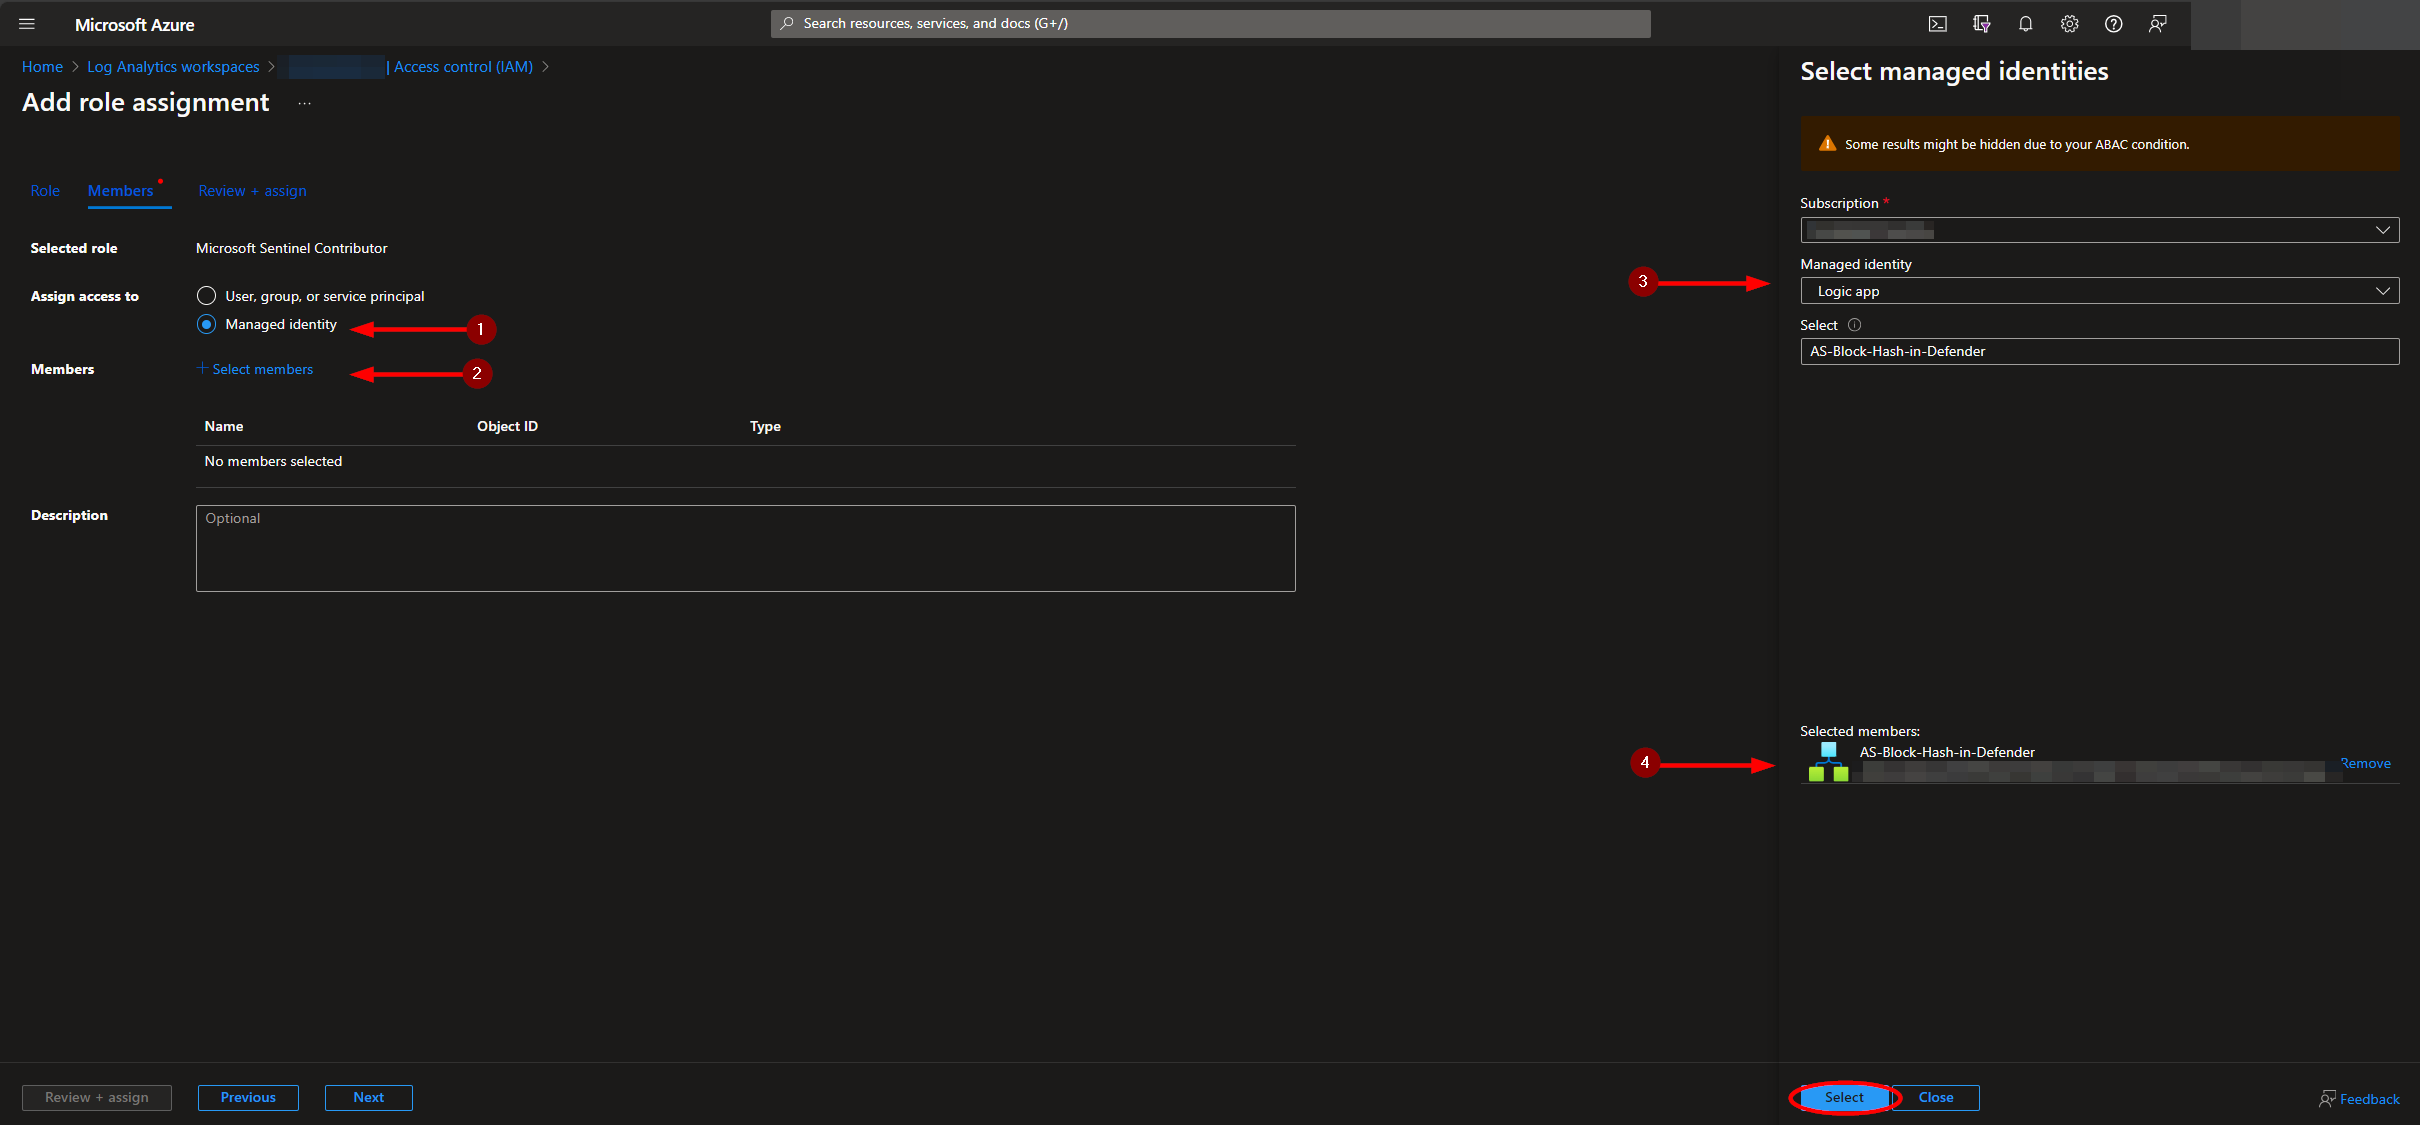 Microsoft Azure
Search resources, services, and docs (G+/)
Home > Log Analytics workspaces > | Access control (IAM) >
Add role assignment ...
Role Members • Review + assign
Selected role Microsoft Sentinel Contributor
Assign access to User, group, or service principal
Managed identity 1
Members + Select members 2
Name Object ID Type
No members selected
Description Optional
Review + assign Previous Next
Select managed identities
Some results might be hidden due to your ABAC condition.
Subscription *
Managed identity
3
Logic app
Select
AS-Block-Hash-in-Defender
Selected members:
4
AS-Block-Hash-in-Defender
Remove
Select Close Feedback